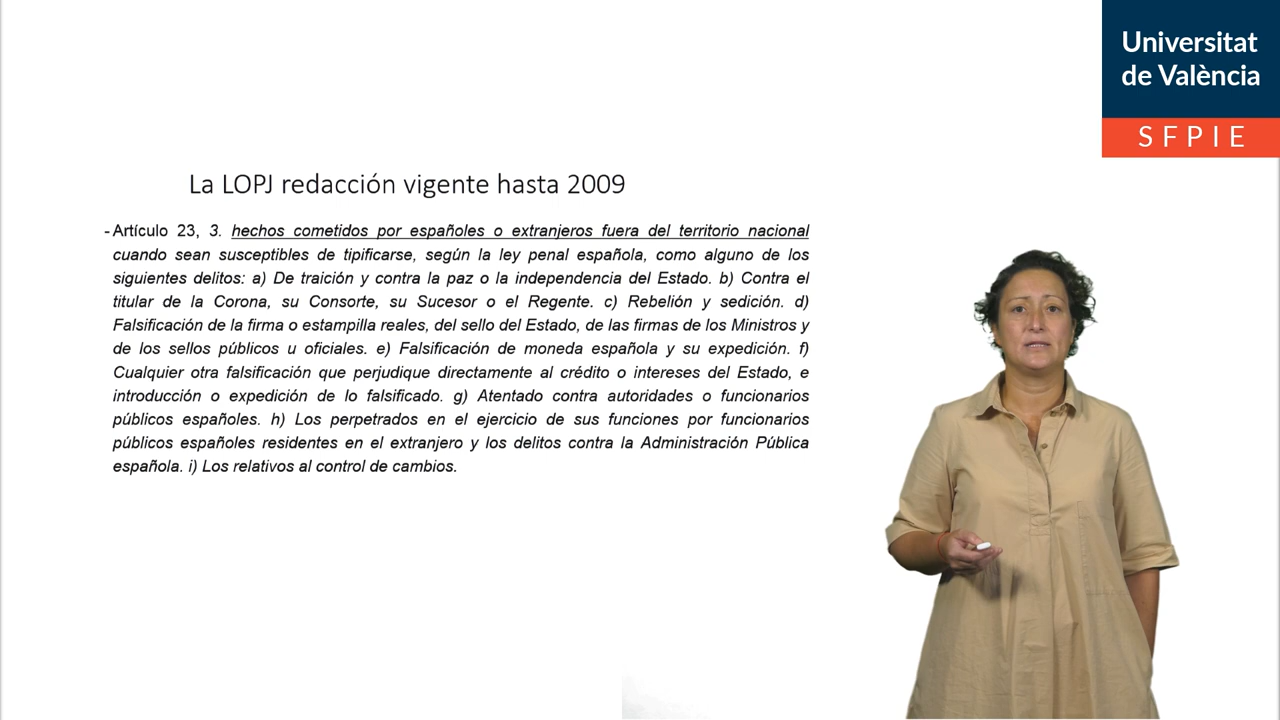 Universitat
de València
SFPIE
La LOPJ redacción vigente hasta 2009
- Artículo 23, 3. hechos cometidos por españoles o extranjeros fuera del territorio nacional
cuando sean susceptibles de tipificarse, según la ley penal española, como alguno de los
siguientes delitos: a) De traición y contra la paz o la independencia del Estado. b) Contra el
titular de la Corona, su Consorte, su Sucesor o el Regente. c) Rebelión y sedición. d)
Falsificación de la firma o estampilla reales, del sello del Estado, de las firmas de los Ministros y
de los sellos públicos u oficiales. e) Falsificación de moneda española y su expedición. f)
Cualquier otra falsificación que perjudique directamente al crédito o intereses del Estado, e
introducción o expedición de lo falsificado. g) Atentado contra autoridades o funcionarios
públicos españoles. h) Los perpetrados en el ejercicio de sus funciones por funcionarios
públicos españoles residentes en el extranjero y los delitos contra la Administración Pública
española. i) Los relativos al control de cambios.